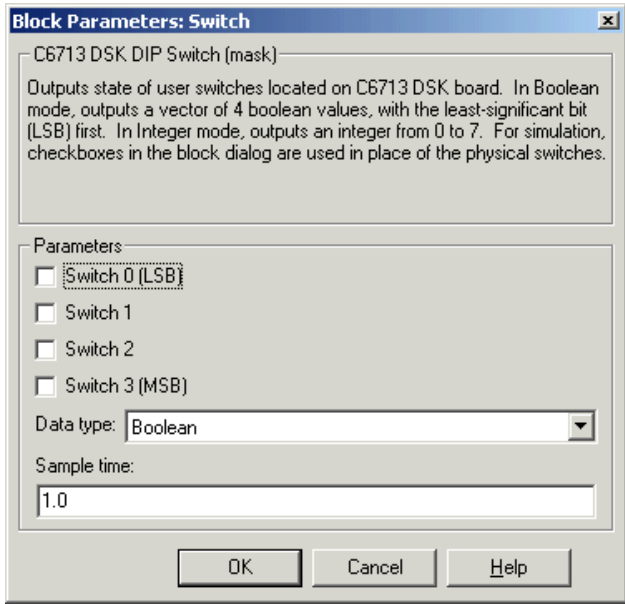 Block Parameters: Switch
C6713 DSK DIP Switch (mask)
Outputs state of user switches located on C6713 DSK board. In Boolean
mode, outputs a vector of 4 boolean values, with the least-significant bit
(LSB) first. In Integer mode, outputs an integer from 0 to 7. For simulation,
checkboxes in the block dialog are used in place of the physical switches.
Parameters
Switch 0 (LSB)
Switch 1
Switch 2
Switch 3 (MSB)
Data type: Boolean
Sample time:
1.0
OK Cancel Help